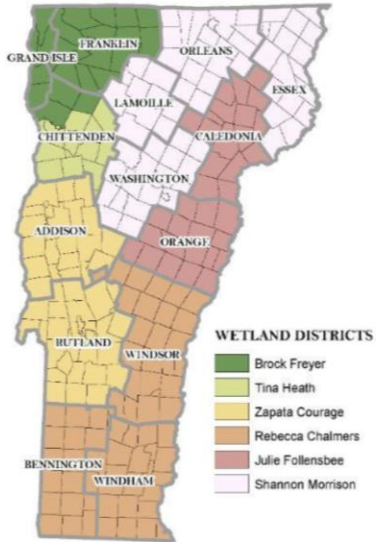 FRANKLIN
ORLEANS
GRAND ISLE
ESSEX
LAMOILLE
CHITTENDEN
CALEDONIA
WASHINGTON
ADDISON
ORANGE
RUTLAND
WINDSOR
BENNINGTON
WINDHAM
WETLAND DISTRICTS
Brock Freyer
Tina Heath
Zapata Courage
Rebecca Chalmers
Julie Follensbee
Shannon Morrison